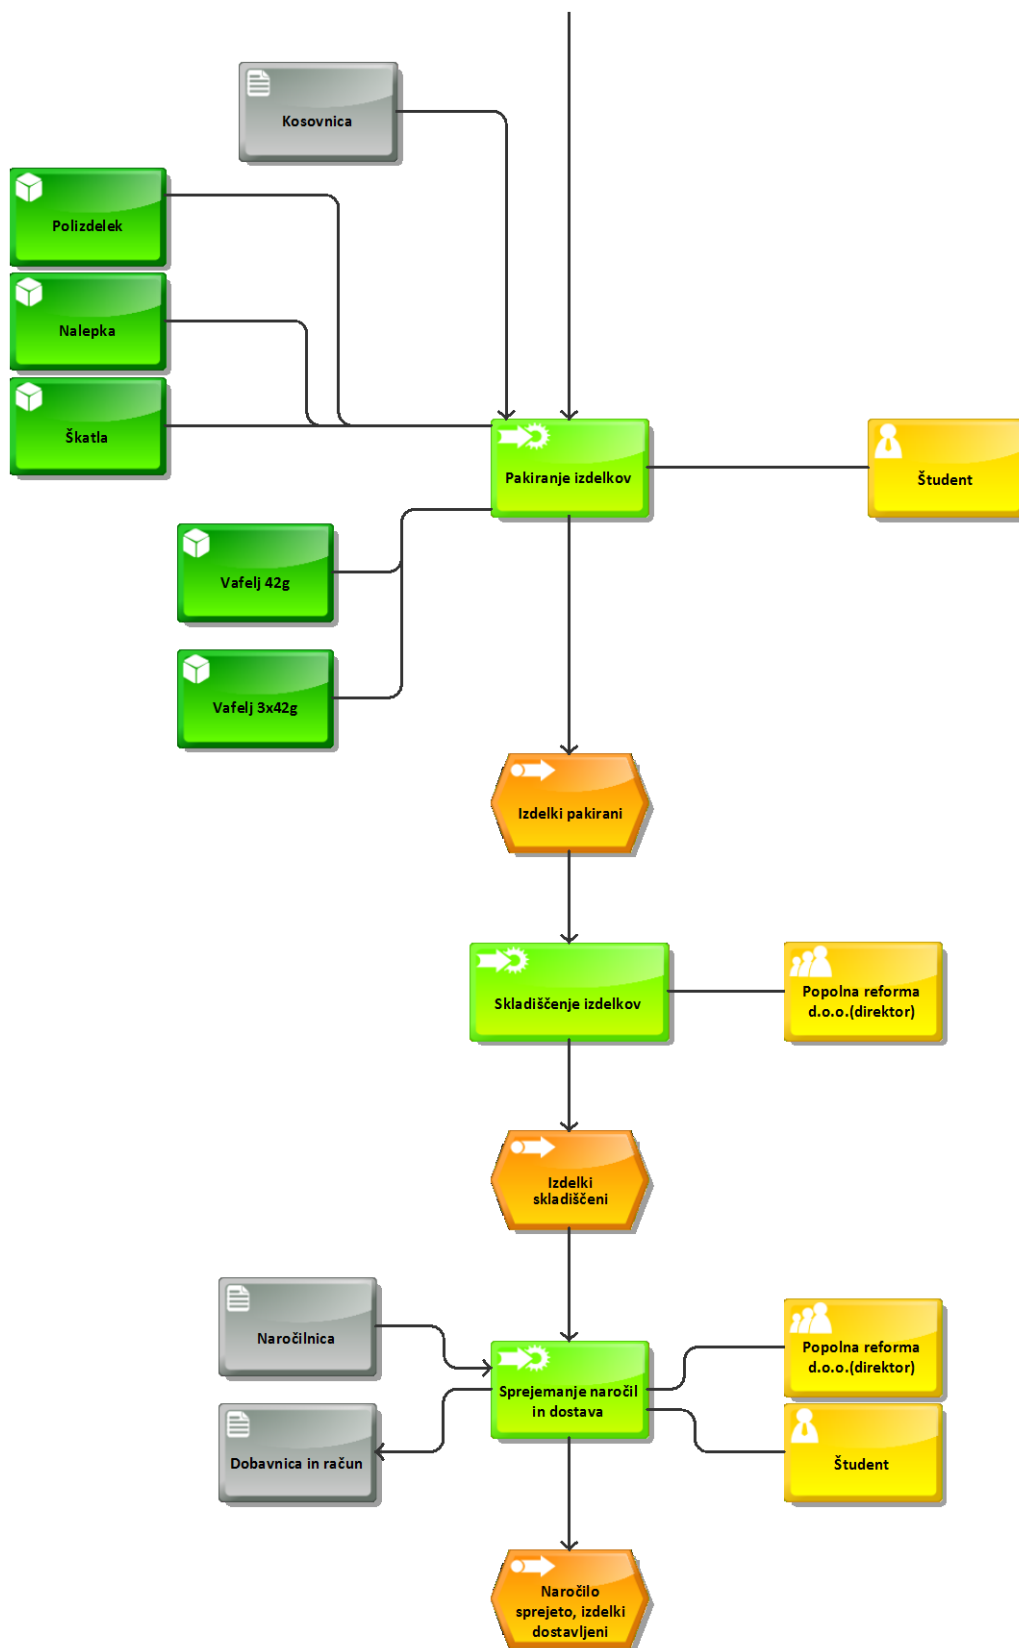 Kosovnica
Polizdelek
Nalepka
Škatla
Pakiranje izdelkov
Študent
Vafelj 42g
Vafelj 3x42g
Izdelki pakirani
Skladiščenje izdelkov
Popolna reforma
d.o.o.(direktor)
Izdelki
skladiščeni
Naročilnica
Popolna reforma
d.o.o.(direktor)
Sprejemanje naročil
in dostava
Dobavnica in račun
Študent
Naročilo
sprejeto, izdelki
dostavljeni